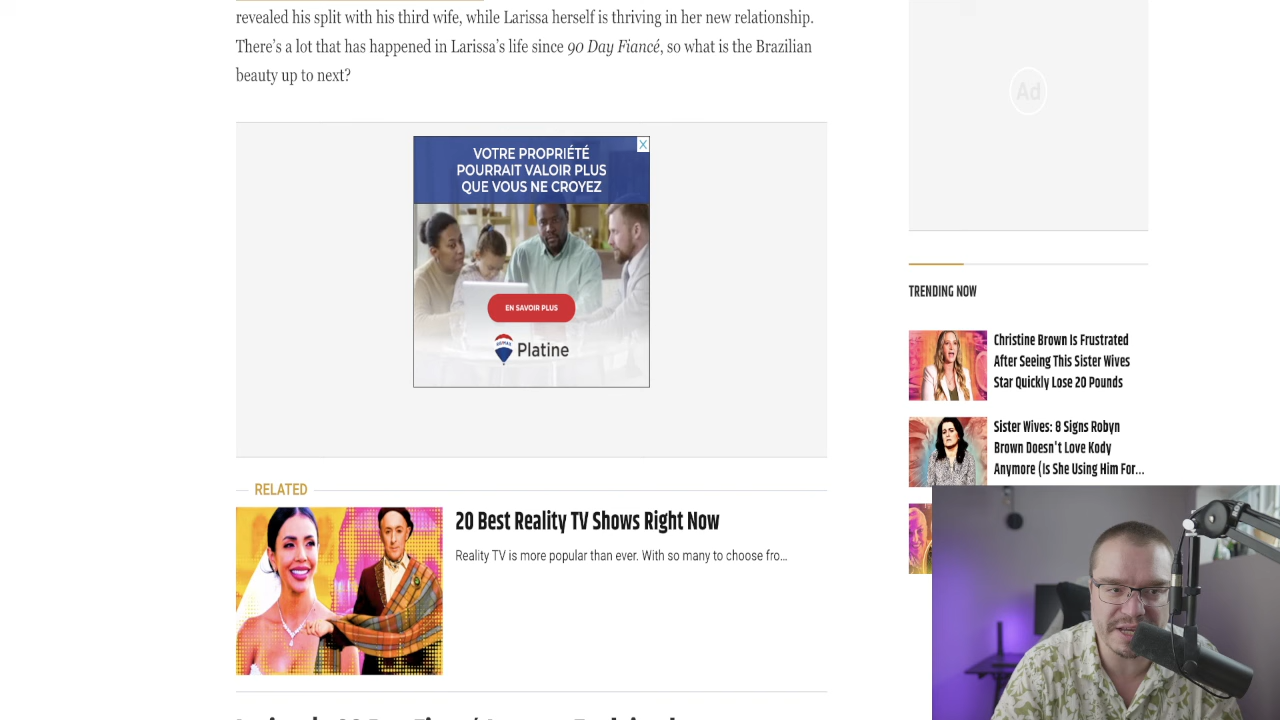 revealed his split with his third wife, while Larissa herself is thriving in her new relationship.
There's a lot that has happened in Larissa's life since 90 Day Fiancé, so what is the Brazilian
beauty up to next?
Ad
X
VOTRE PROPRIÉTÉ
POURRAIT VALOIR PLUS
QUE VOUS NE CROYEZ
EN SAVOIR PLUS
Platine
RELATED
20 Best Reality TV Shows Right Now
Reality TV is more popular than ever. With so many to choose fro...
TRENDING NOW
Christine Brown Is Frustrated
After Seeing This Sister Wives
Star Quickly Lose 20 Pounds
Sister Wives: 8 Signs Robyn
Brown Doesn't Love Kody
Anymore (Is She Using Him For...